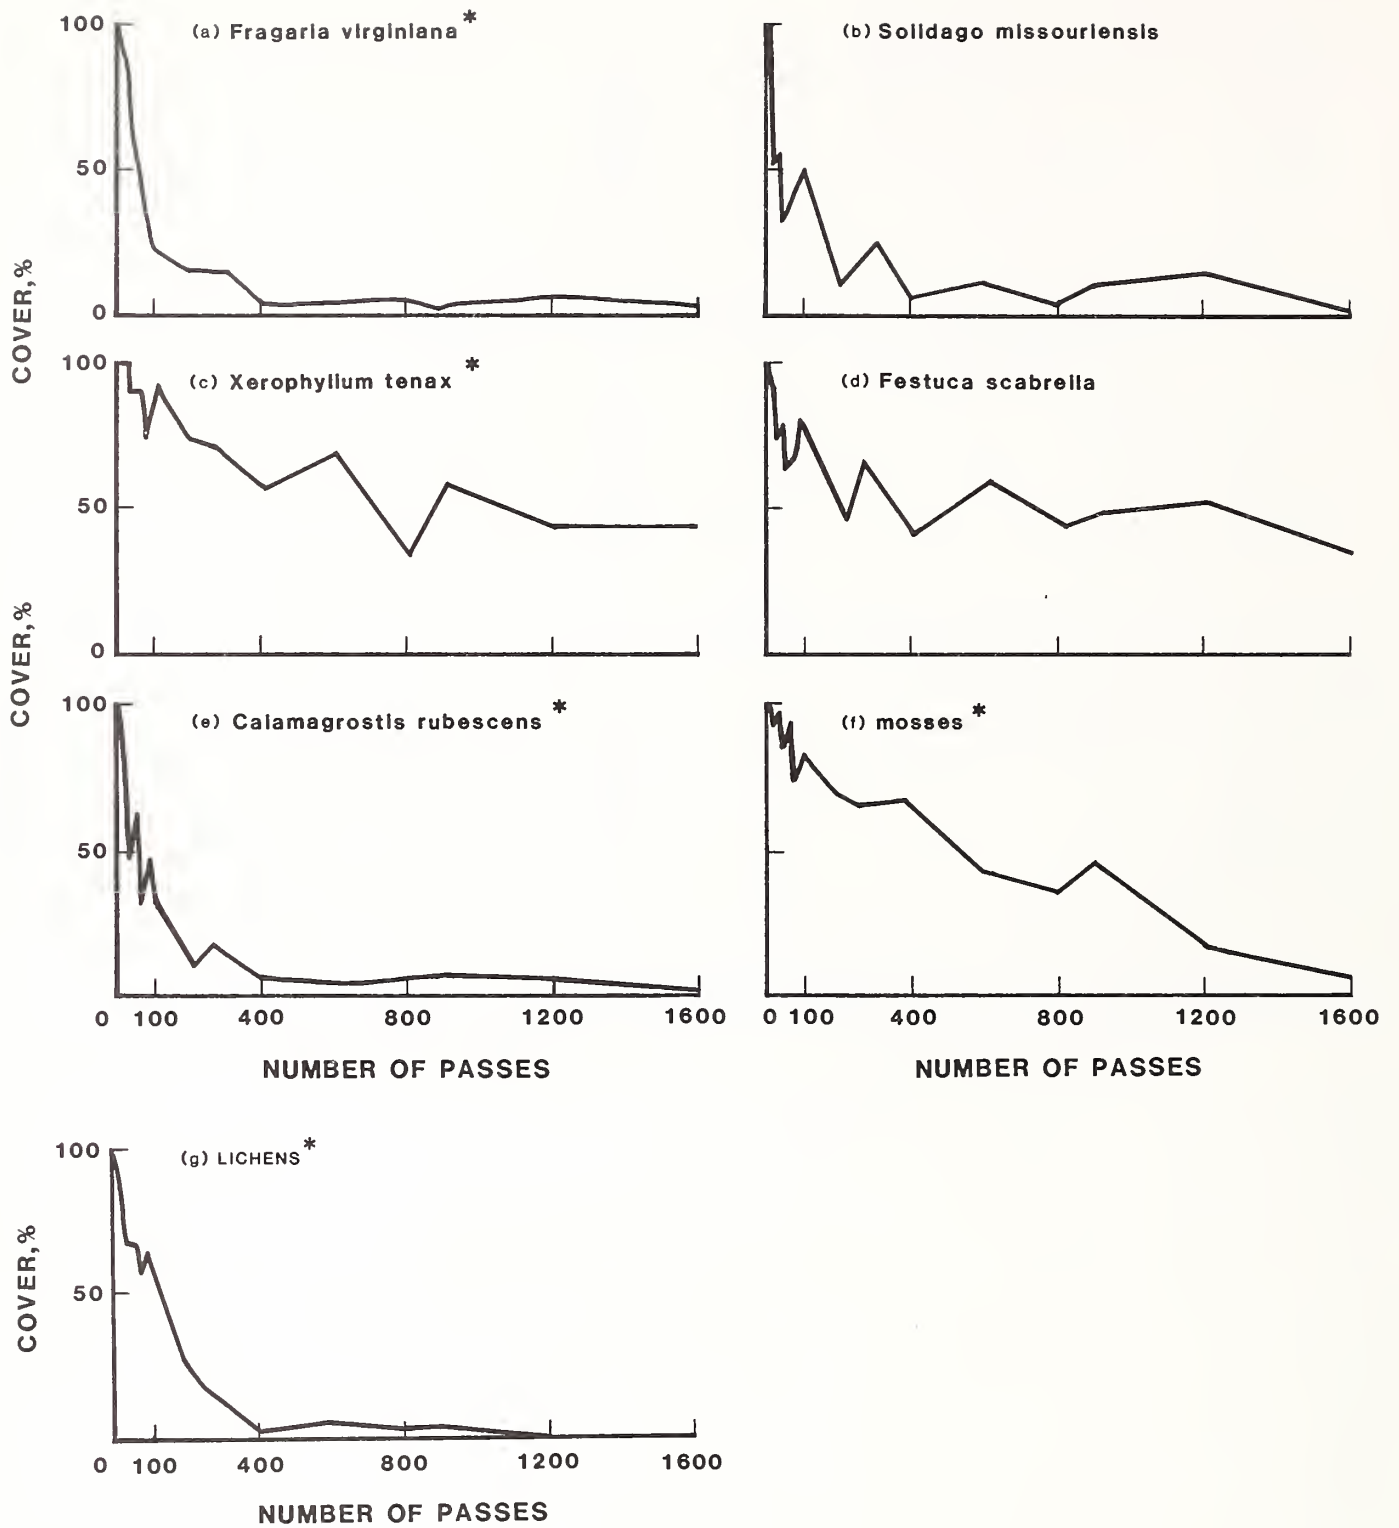 (a) Fragaria virginiana *
100
50
0
COVER,%
(b) Solidago missouriensis
(c) Xerophyllum tenax *
100
50
0
COVER,%
(d) Festuca scabrella
(e) Calamagrostis rubescens *
100
50
0 100 400 800 1200 1600
NUMBER OF PASSES
(f) mosses *
0 100 400 800 1200 1600
NUMBER OF PASSES
(g) LICHENS *
100
50
COVER,%
0 100 400 800 1200 1600
NUMBER OF PASSES